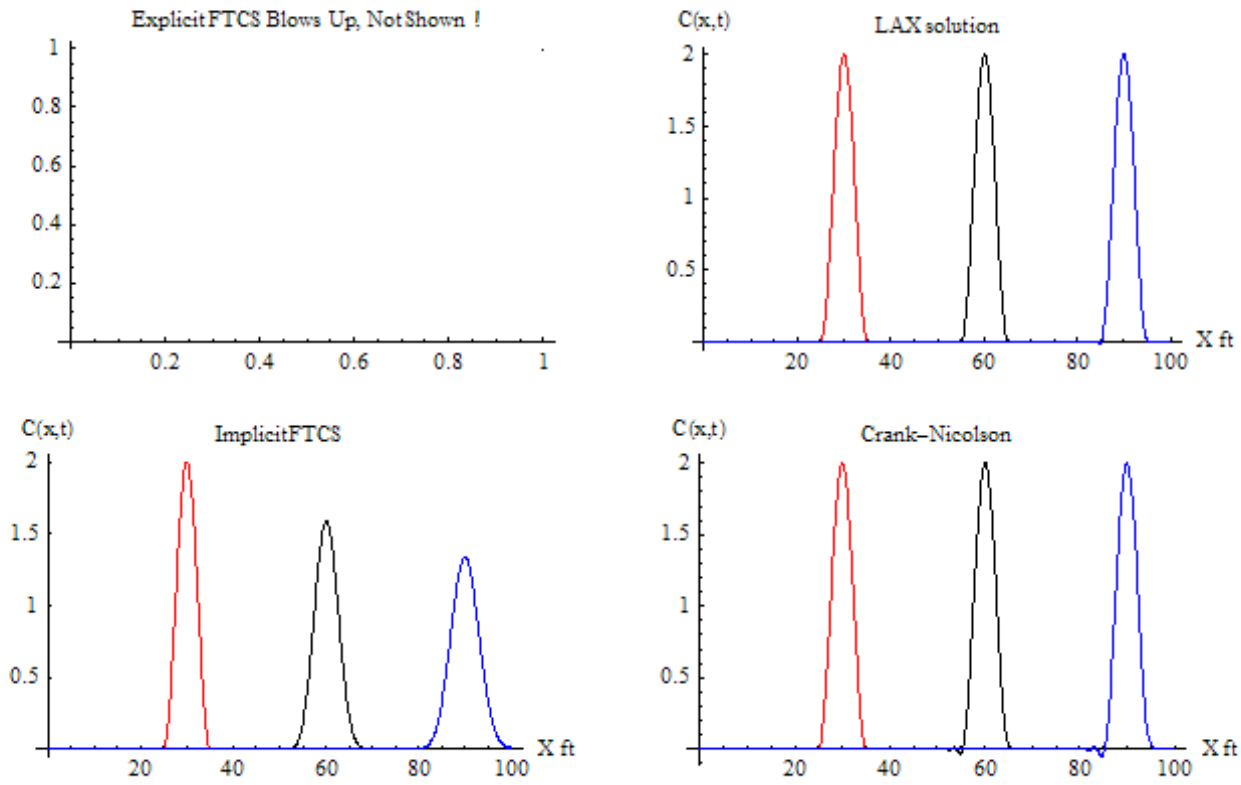 Explicit FTCS Blows Up, Not Shown !
1
0.8
0.6
0.4
0.2
0.2 0.4 0.6 0.8 1
C(x,t)
LAX solution
2
1.5
1
0.5
20 40 60 80 100
X ft
C(x,t)
Implicit FTCS
2
1.5
1
0.5
20 40 60 80 100
X ft
C(x,t)
Crank–Nicolson
2
1.5
1
0.5
20 40 60 80 100
X ft